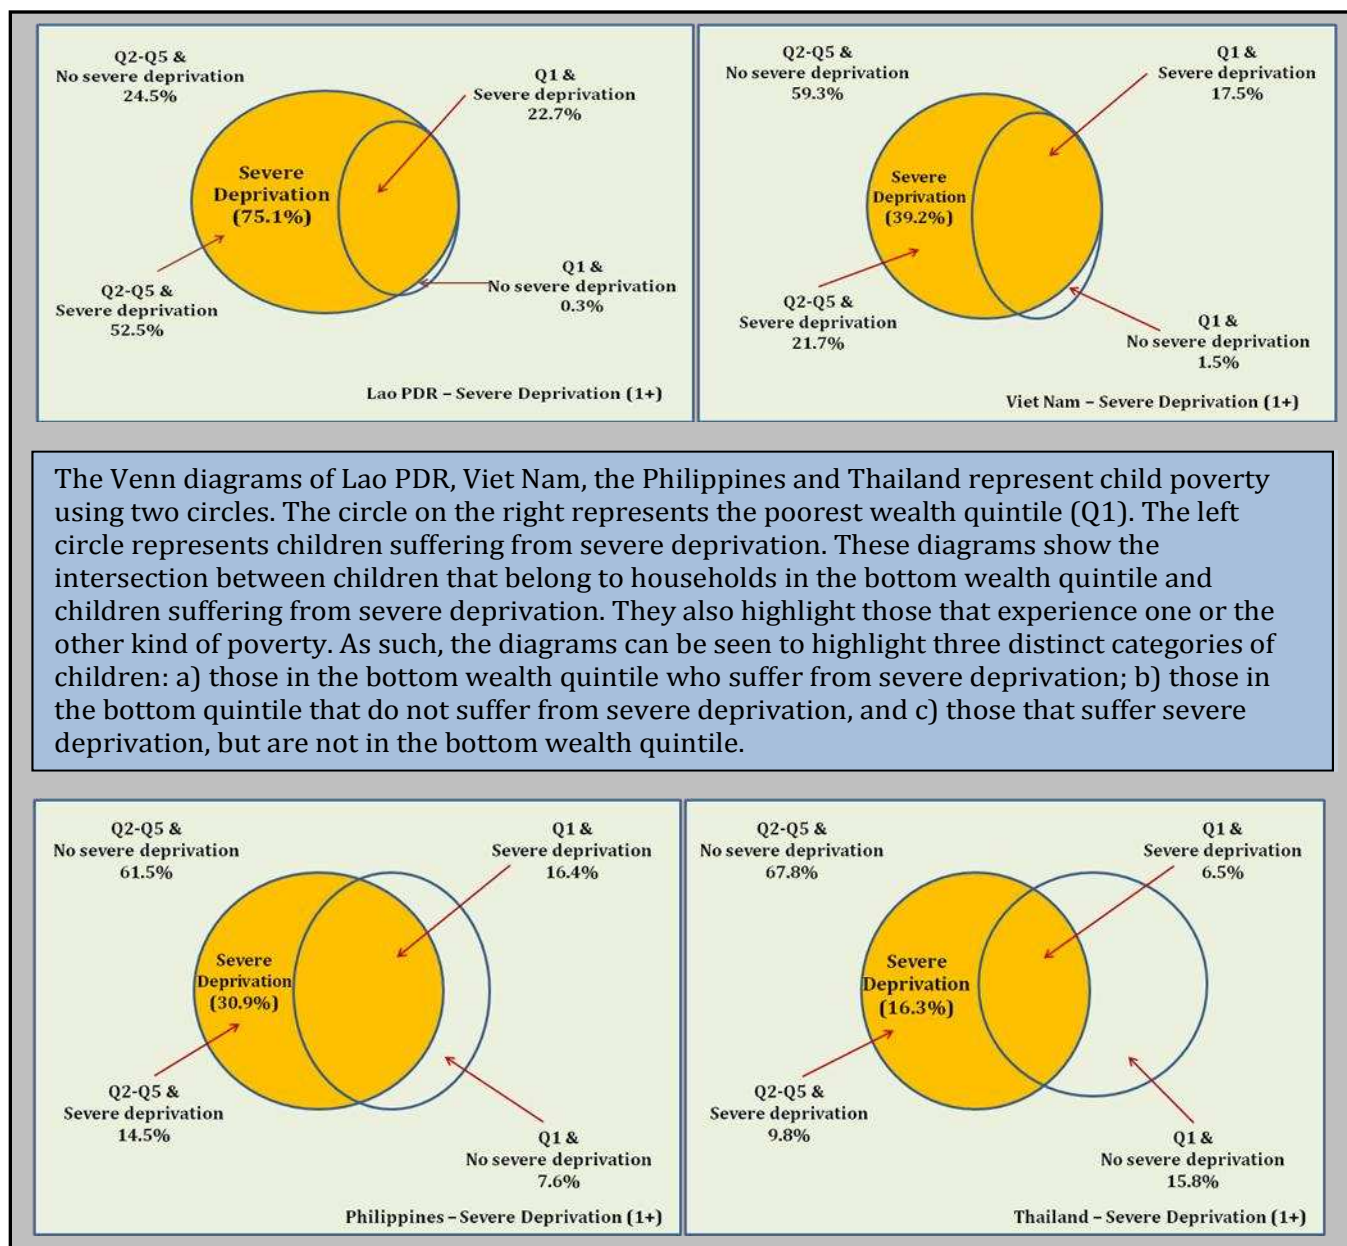 Q2-Q5 &
No severe deprivation
24.5%
Q1 &
Severe deprivation
22.7%
Severe
Deprivation
(75.1%)
Q2-Q5 &
Severe deprivation
52.5%
Q1 &
No severe deprivation
0.3%
Lao PDR – Severe Deprivation (1+)
Q2-Q5 &
No severe deprivation
59.3%
Q1 &
Severe deprivation
17.5%
Severe
Deprivation
(39.2%)
Q2-Q5 &
Severe deprivation
21.7%
Q1 &
No severe deprivation
1.5%
Viet Nam – Severe Deprivation (1+)
The Venn diagrams of Lao PDR, Viet Nam, the Philippines and Thailand represent child poverty
using two circles. The circle on the right represents the poorest wealth quintile (Q1). The left
circle represents children suffering from severe deprivation. These diagrams show the
intersection between children that belong to households in the bottom wealth quintile and
children suffering from severe deprivation. They also highlight those that experience one or the
other kind of poverty. As such, the diagrams can be seen to highlight three distinct categories of
children: a) those in the bottom wealth quintile who suffer from severe deprivation; b) those in
the bottom quintile that do not suffer from severe deprivation, and c) those that suffer severe
deprivation, but are not in the bottom wealth quintile.
Q2-Q5 &
No severe deprivation
61.5%
Q1 &
Severe deprivation
16.4%
Severe
Deprivation
(30.9%)
Q2-Q5 &
Severe deprivation
14.5%
Q1 &
No severe deprivation
7.6%
Philippines – Severe Deprivation (1+)
Q2-Q5 &
No severe deprivation
67.8%
Q1 &
Severe deprivation
6.5%
Severe
Deprivation
(16.3%)
Q2-Q5 &
Severe deprivation
9.8%
Q1 &
No severe deprivation
15.8%
Thailand – Severe Deprivation (1+)